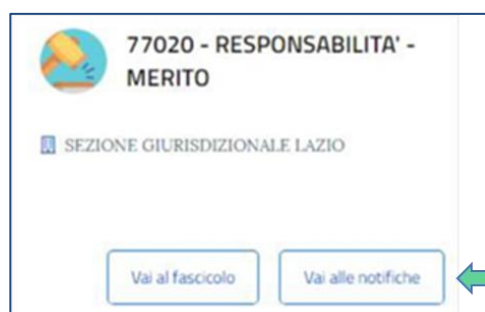 77020 - RESPONSABILITA' -
MERITO
SEZIONE GIURISDIZIONALE LAZIO
Vai al fascicolo
Vai alle notifiche